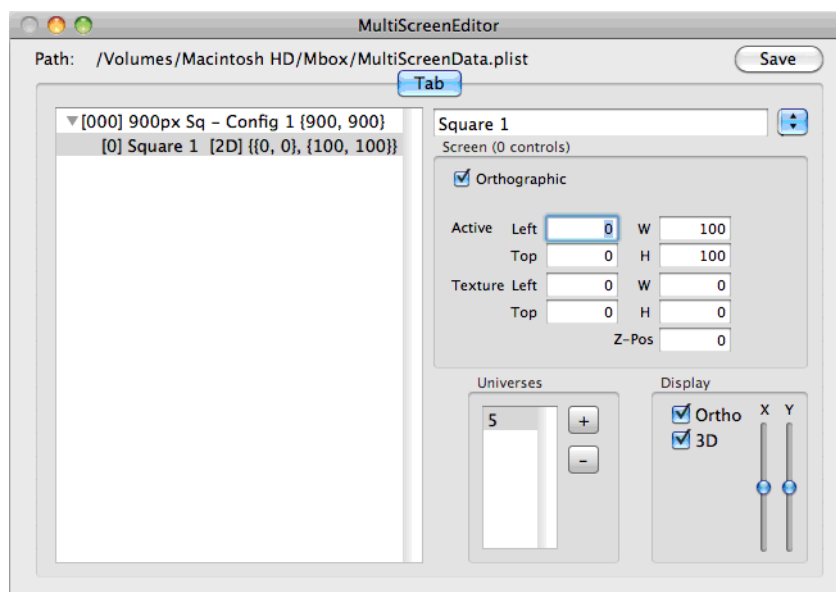 MultiScreenEditor
Path: /Volumes/Macintosh HD/Mbox/MultiScreenData.plist Save
Tab
[000] 900px Sq – Config 1 {900, 900}
[0] Square 1 [2D] {{0, 0}, {100, 100}}
Square 1
Screen (0 controls)
Orthographic
Active Left 0 W 100
Top 0 H 100
Texture Left 0 W 0
Top 0 H 0
Z-Pos 0
Universes
5
+
-
Display
Ortho X Y
3D